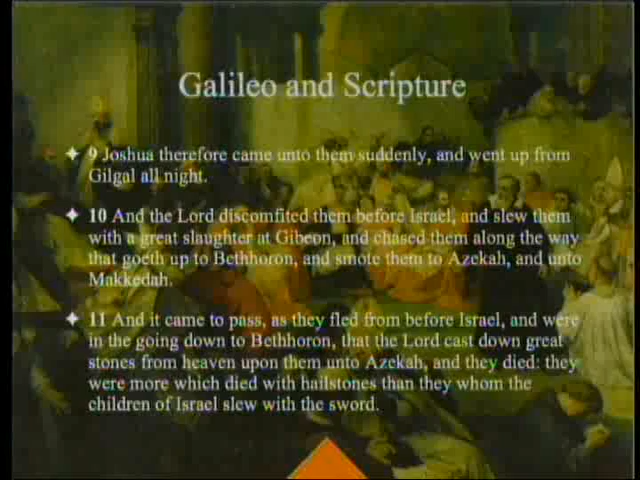 Galileo and Scripture
9 Joshua therefore came unto them suddenly, and went up from
Gilgal all night.
10 And the Lord discomfited them before Israel, and slew them
with a great slaughter at Gibeon, and chased them along the way
that goeth up to Bethhoron, and smote them to Azekah, and unto
Makkedah.
11 And it came to pass, as they fled from before Israel, and were
in the going down to Bethhoron, that the Lord cast down great
stones from heaven upon them unto Azekah, and they died: they
were more which died with hailstones than they whom the
children of Israel slew with the sword.